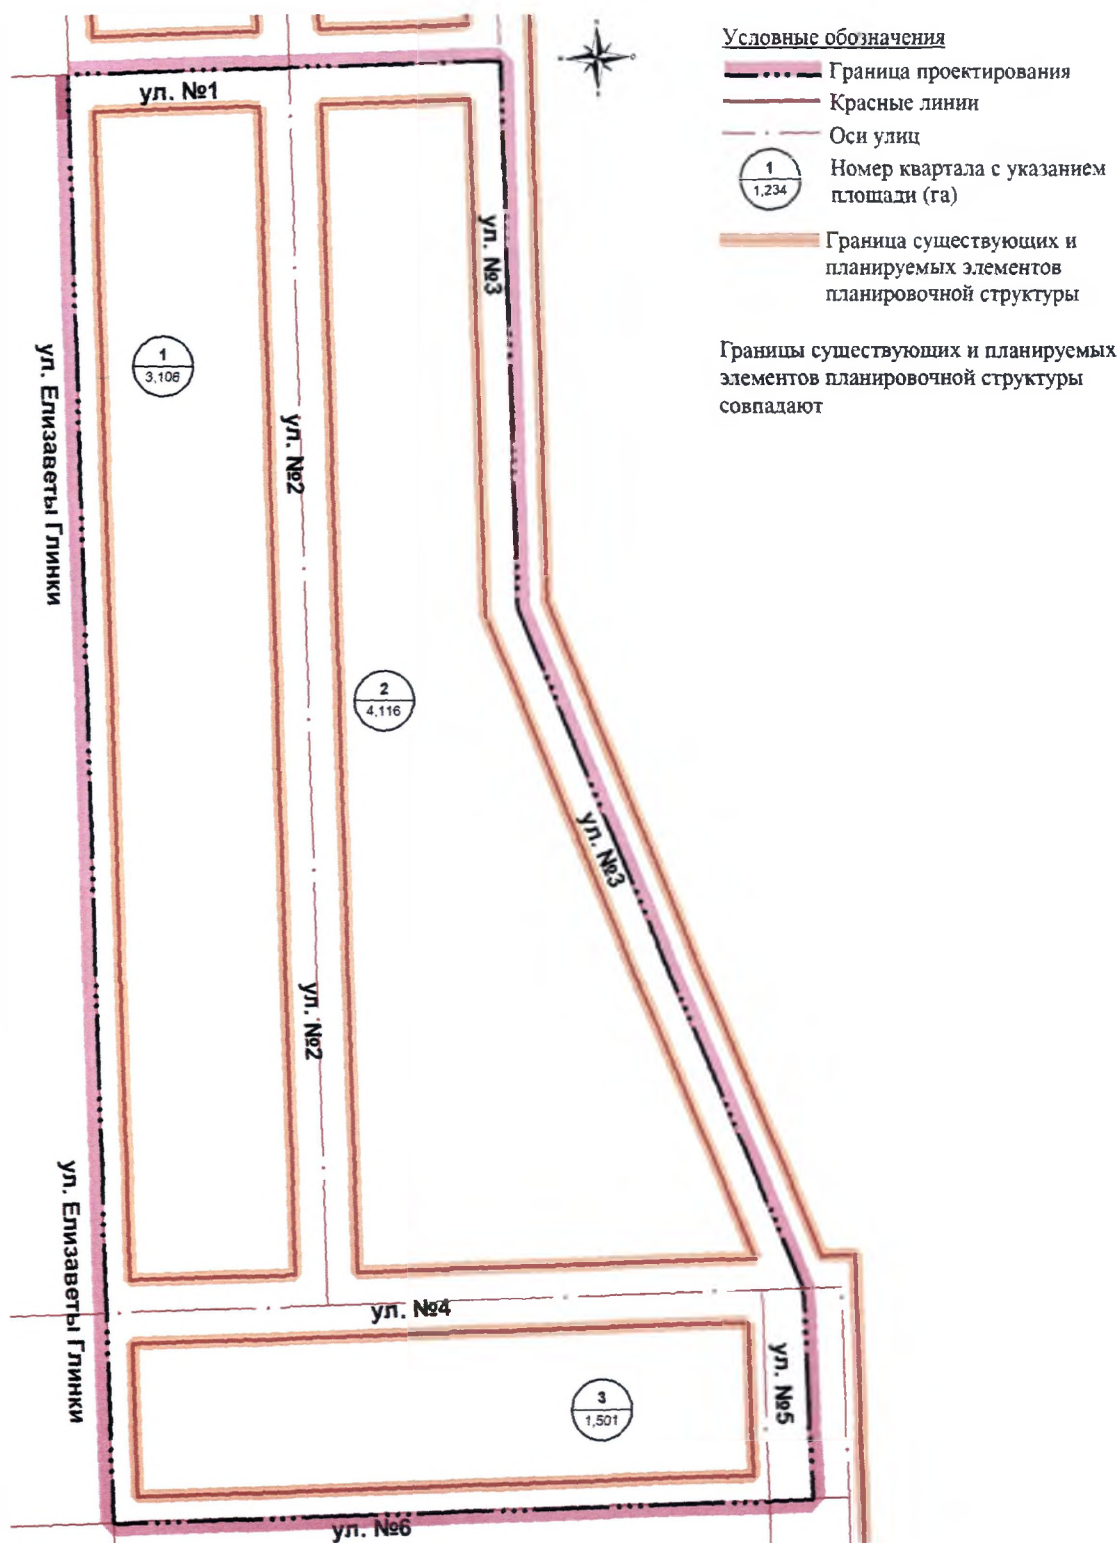 Условные обозначения
Граница проектирования
Красные линии
Оси улиц
1
1,234
Номер квартала с указанием
площади (га)
Граница существующих и
планируемых элементов
планировочной структуры
Границы существующих и планируемых
элементов планировочной структуры
совпадают
ул. №1
ул. №3
1
3,106
ул. Елизаветы Глинки
ул. №2
2
4,116
ул. №3
ул. №2
ул. Елизаветы Глинки
ул. №4
ул. №5
3
1,501
ул. №6